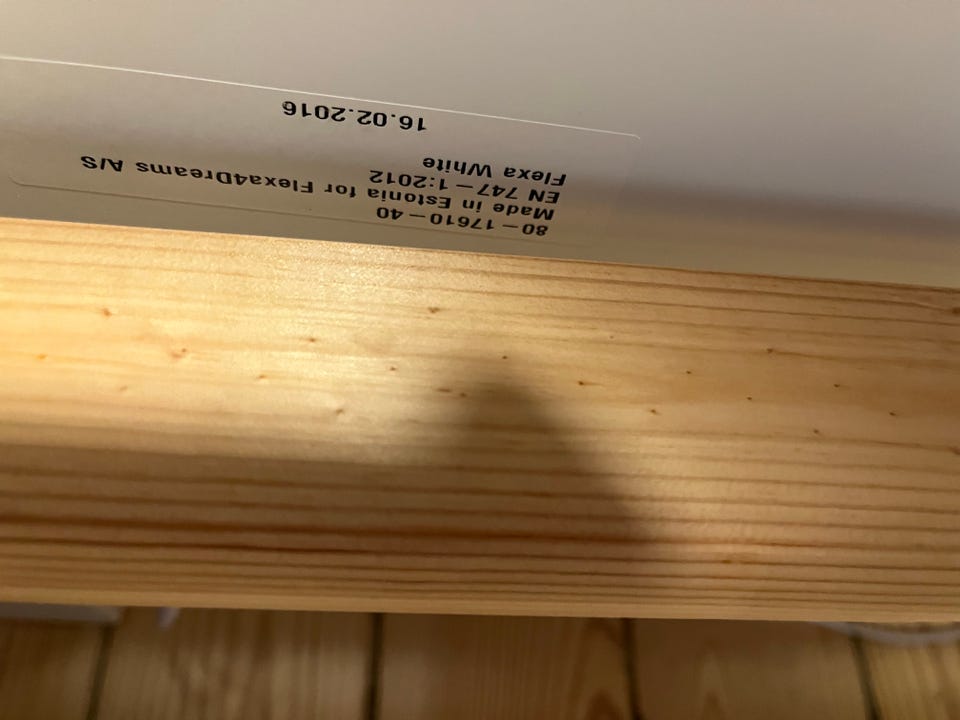 80-17610-40
Made in Estonia for Flexa4Dreams A/S
EN 747-1:2012
Flexa White
16.02.2016